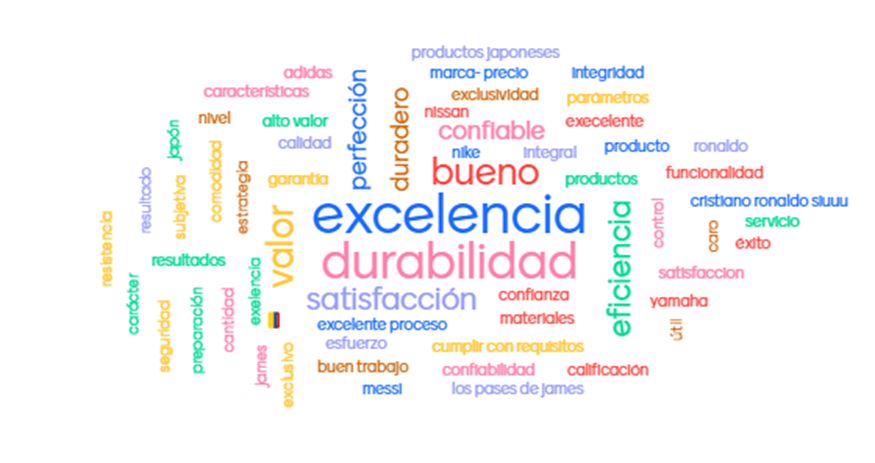 productos japoneses
adidas
marca- precio
integridad
características
exclusividad
parámetros
perfección
duradero
nissan
nivel
alto valor
confiable
execelente
japón
calidad
nike
integral
producto
ronaldo
comodidad
estrategia
garantía
bueno
productos
funcionalidad
resultado
subjetiva
excelencia
cristiano ronaldo siuuu
valor
eficiencia
control
caro
servicio
éxito
resistencia
resultados
durabilidad
satisfaccion
carácter
exelencia
satisfacción
confianza
yamaha
seguridad
preparación
cantidad
excelente proceso
materiales
útil
esfuerzo
cumplir con requisitos
james
exclusivo
buen trabajo
confiabilidad
calificación
messi
los pases de james